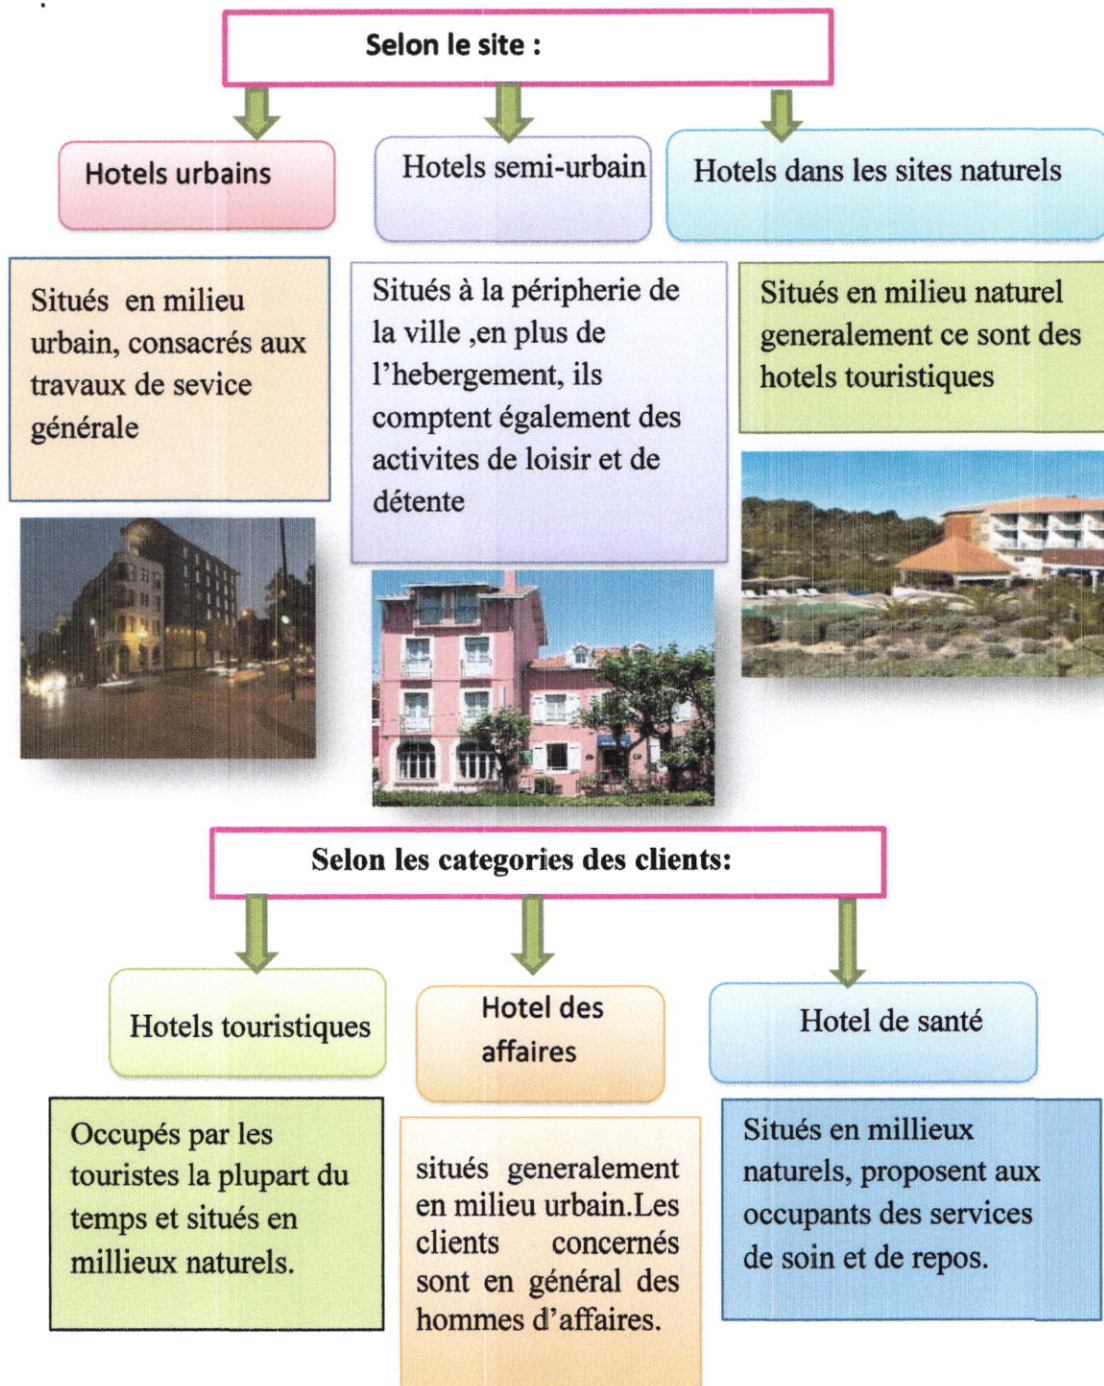 Selon le site :
Hotels urbains
Hotels semi-urbain
Hotels dans les sites naturels
Situés en milieu
urbain, consacrés aux
travaux de sevice
générale
Situés à la péripherie de
la ville ,en plus de
l’hebergement, ils
comptent également des
activites de loisir et de
détente
Situés en milieu naturel
generalement ce sont des
hotels touristiques
Selon les categories des clients:
Hotels touristiques
Hotel des
affaires
Hotel de santé
Occupés par les
touristes la plupart du
temps et situés en
millieux naturels.
situés generalement
en milieu urbain.Les
clients concernés
sont en général des
hommes d’affaires.
Situés en millieux
naturels, proposent aux
occupants des services
de soin et de repos.